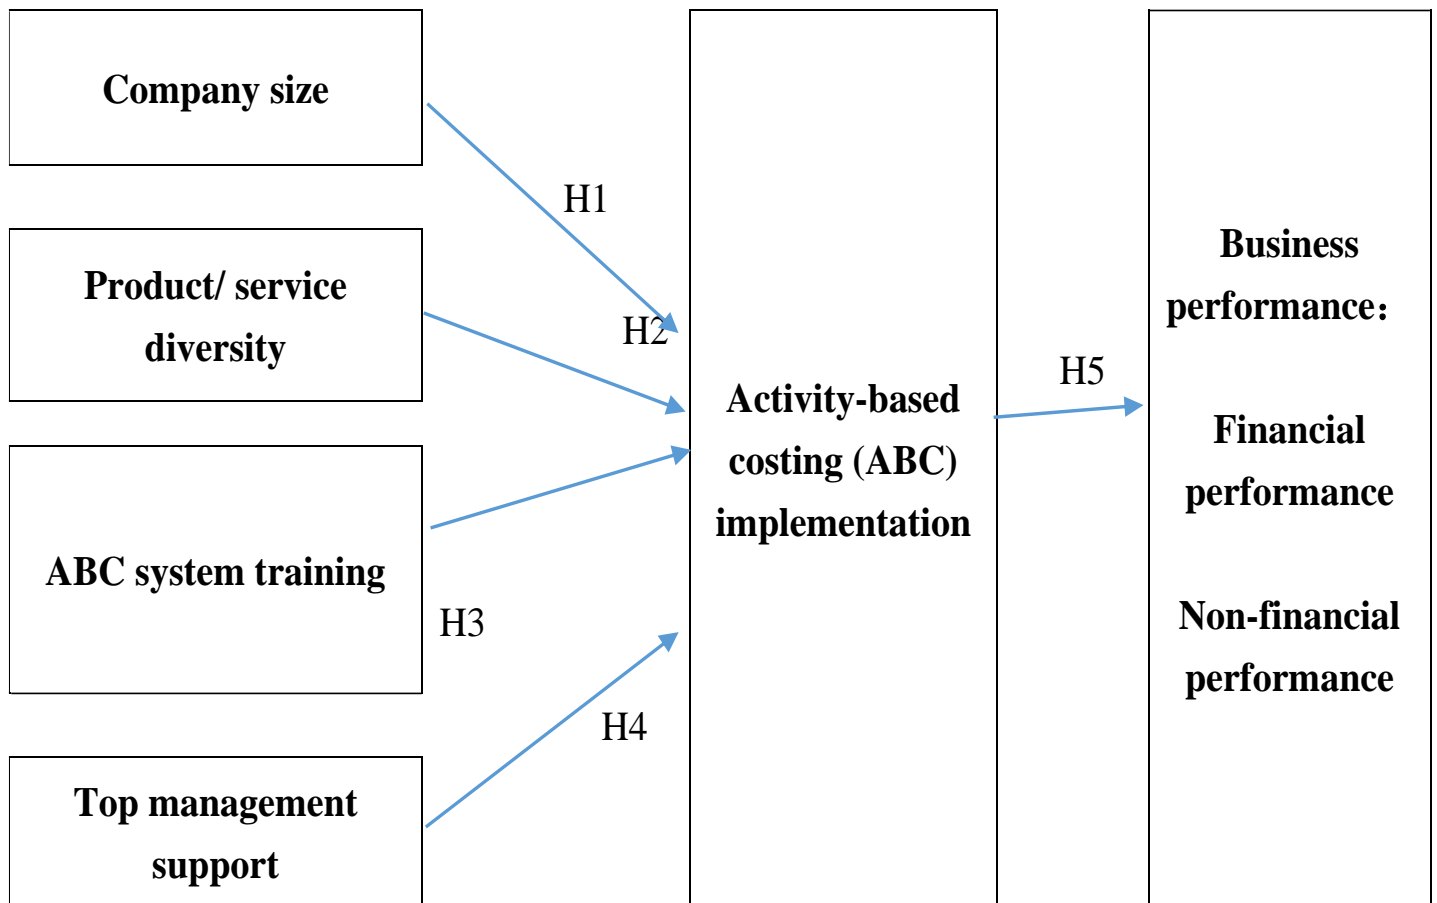 Company size
H1
Product/ service
diversity
H2
ABC system training
H3
Top management
support
H4
Activity-based
costing (ABC)
implementation
H5
Business
performance：
Financial
performance
Non-financial
performance